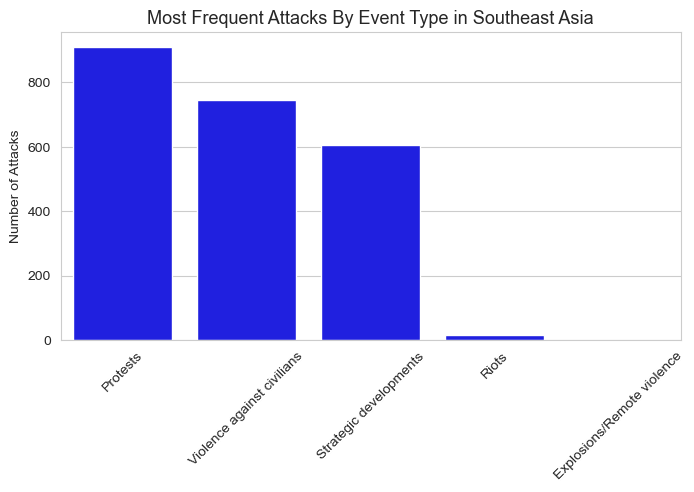 Most Frequent Attacks By Event Type in Southeast Asia
Number of Attacks
800
600
400
200
0
Protests
Violence against civilians
Strategic developments
Riots
Explosions/Remote violence